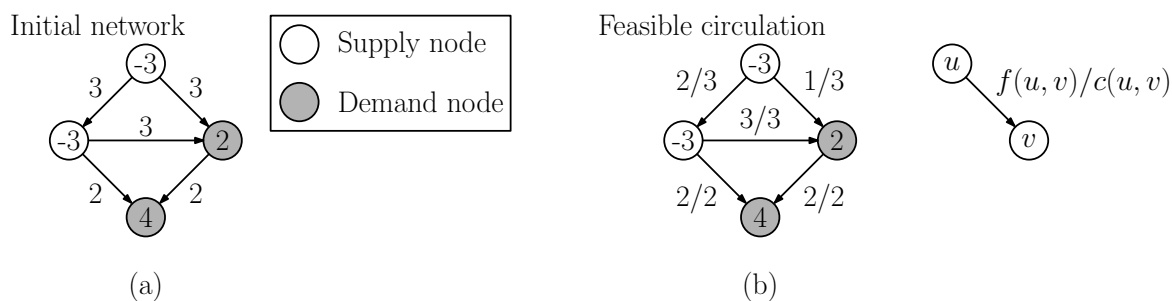 Initial network
-3
3 3
-3 3 2
2 2
4
(a)
Supply node
Demand node
Feasible circulation
-3
2/3 1/3
-3 3/3 2
2/2 2/2
4
(b)
u
f(u, v)/c(u, v)
v